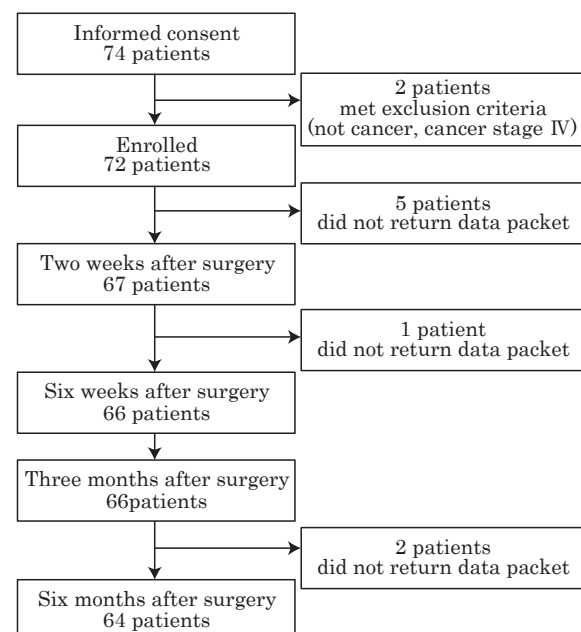 Informed consent
74 patients
2 patients
met exclusion criteria
(not cancer, cancer stage IV)
Enrolled
72 patients
5 patients
did not return data packet
Two weeks after surgery
67 patients
1 patient
did not return data packet
Six weeks after surgery
66 patients
Three months after surgery
66patients
2 patients
did not return data packet
Six months after surgery
64 patients